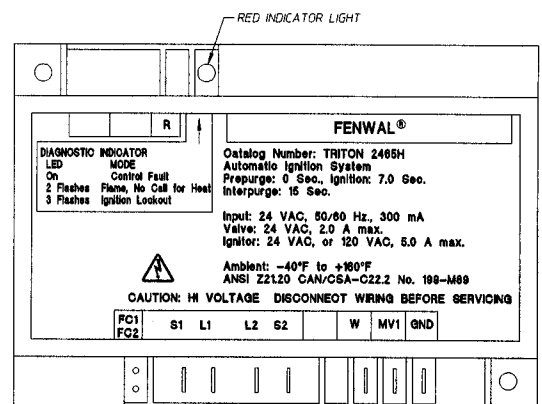 RED INDICATOR LIGHT
R
FENWAL®
DIAGNOSTIC INDICATOR
LED MODE
On Control Fault
2 Flashes Flame, No Call for Heat
3 Flashes Ignition Lockout
Catalog Number: TRITON 2465H
Automatic Ignition System
Prepurge: 0 Sec., Ignition: 7.0 Sec.
Interpurge: 15 Sec.
Input: 24 VAC, 50/60 Hz., 300 mA
Valve: 24 VAC, 2.0 A max.
Ignitor: 24 VAC, or 120 VAC, 5.0 A max.
Ambient: -40°F to +160°F
ANSI Z21.20 CAN/CSA-C22.2 No. 199-M89
CAUTION: HI VOLTAGE DISCONNECT WIRING BEFORE SERVICING
FC1
FC2 S1 L1 L2 S2 W MV1 GND